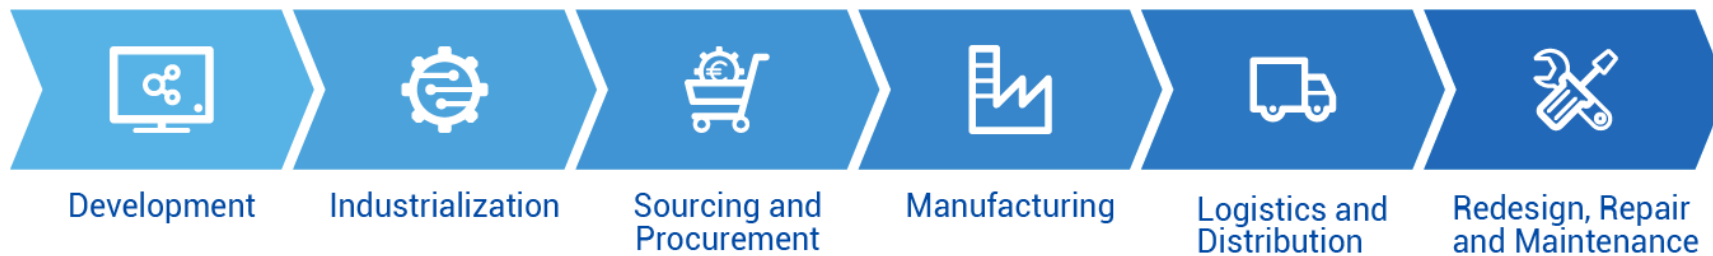 Development
Industrialization
€
Sourcing and
Procurement
Manufacturing
Logistics and
Distribution
Redesign, Repair
and Maintenance